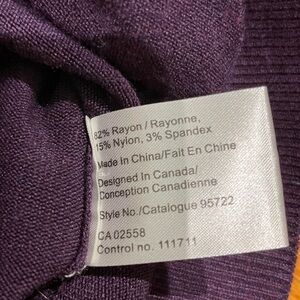 82% Rayon / Rayonne,
15% Nylon, 3% Spandex
Made In China/Fait En Chine
Designed In Canada/
Conception Canadienne
Style No./Catalogue 95722
CA 02558
Control no. 111711